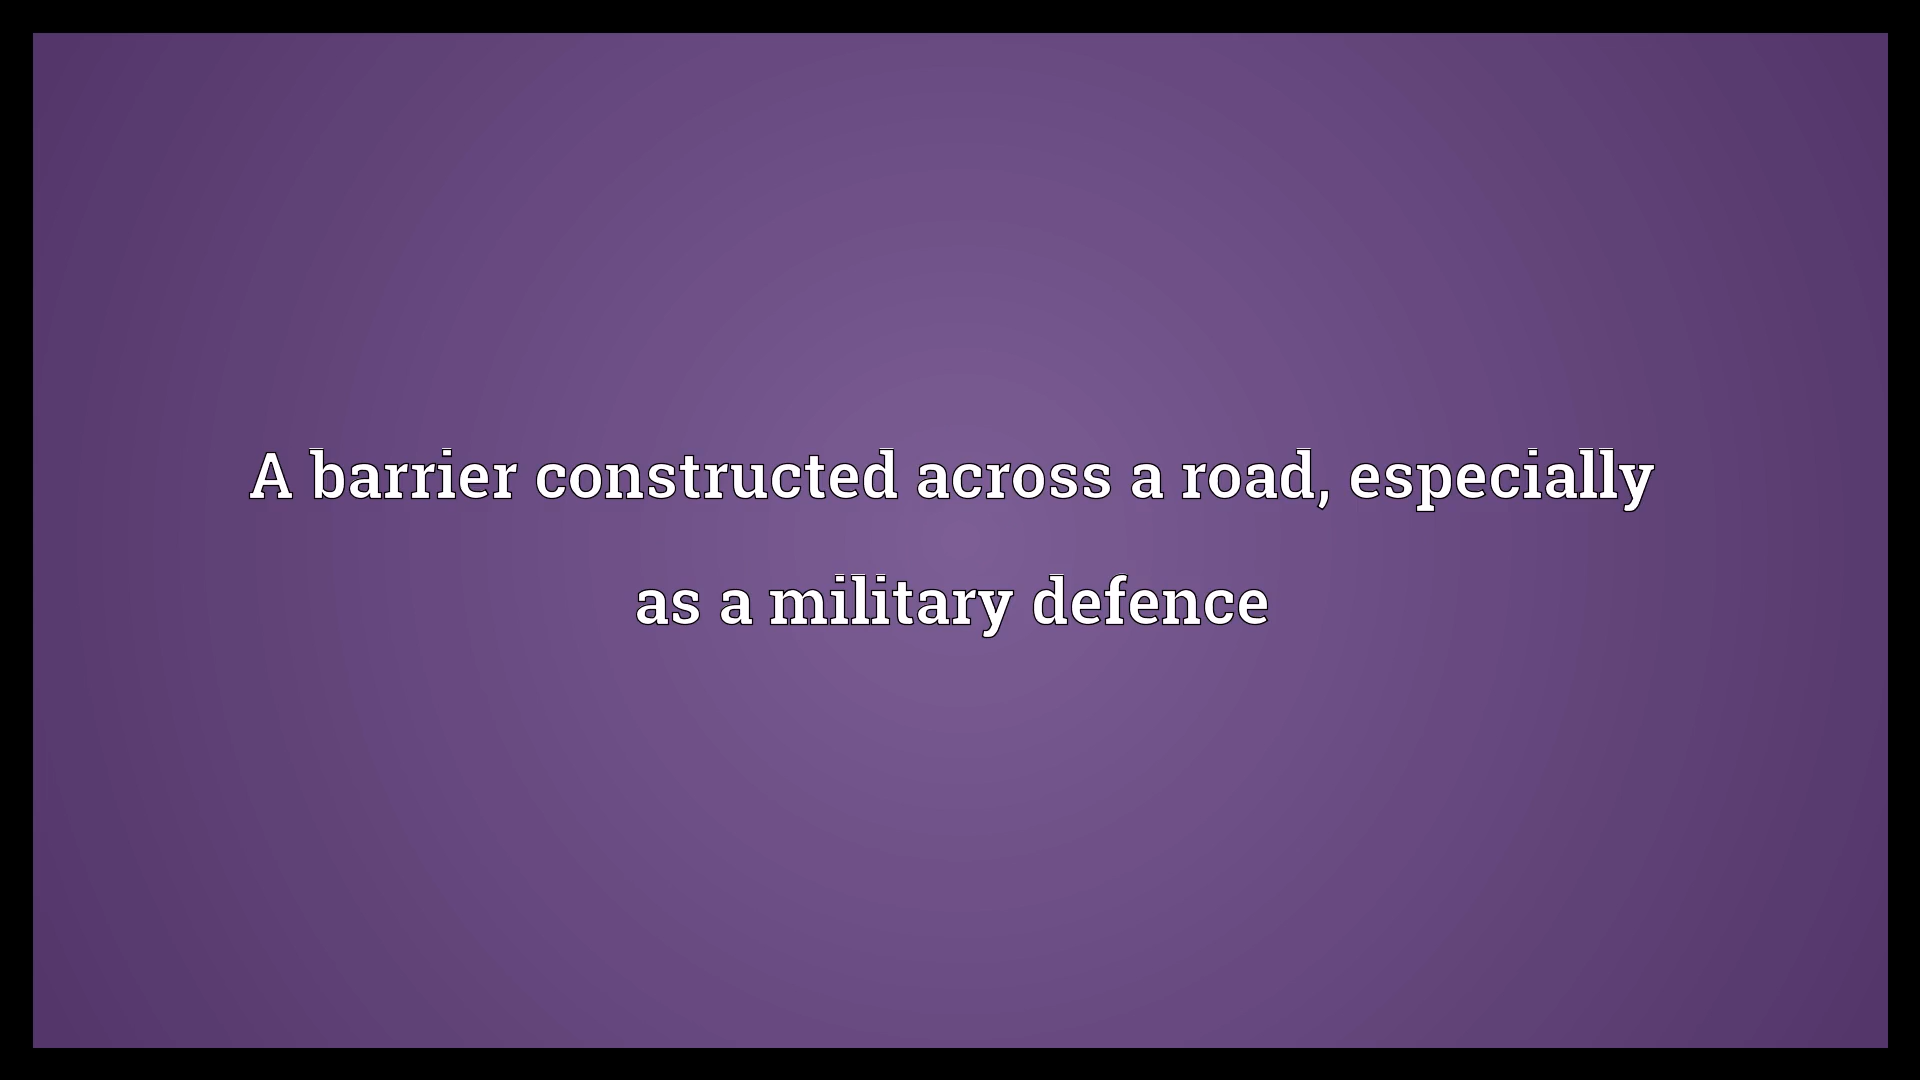 A barrier constructed across a road, especially
as a military defence